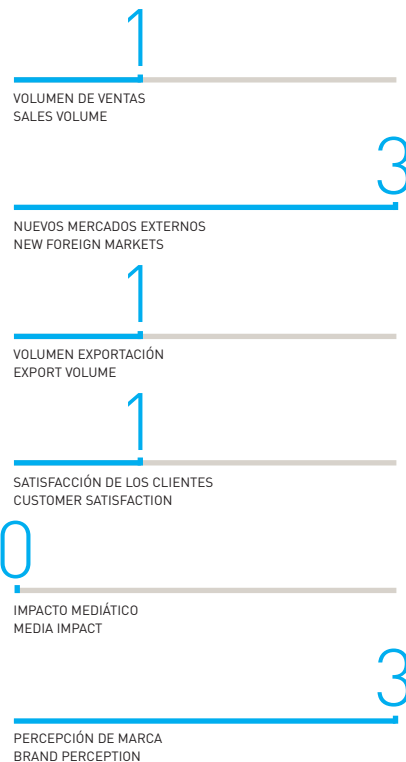 1
VOLUMEN DE VENTAS
SALES VOLUME
3
NUEVOS MERCADOS EXTERNOS
NEW FOREIGN MARKETS
1
VOLUMEN EXPORTACIÓN
EXPORT VOLUME
1
SATISFACCIÓN DE LOS CLIENTES
CUSTOMER SATISFACTION
0
IMPACTO MEDIÁTICO
MEDIA IMPACT
3
PERCEPCIÓN DE MARCA
BRAND PERCEPTION